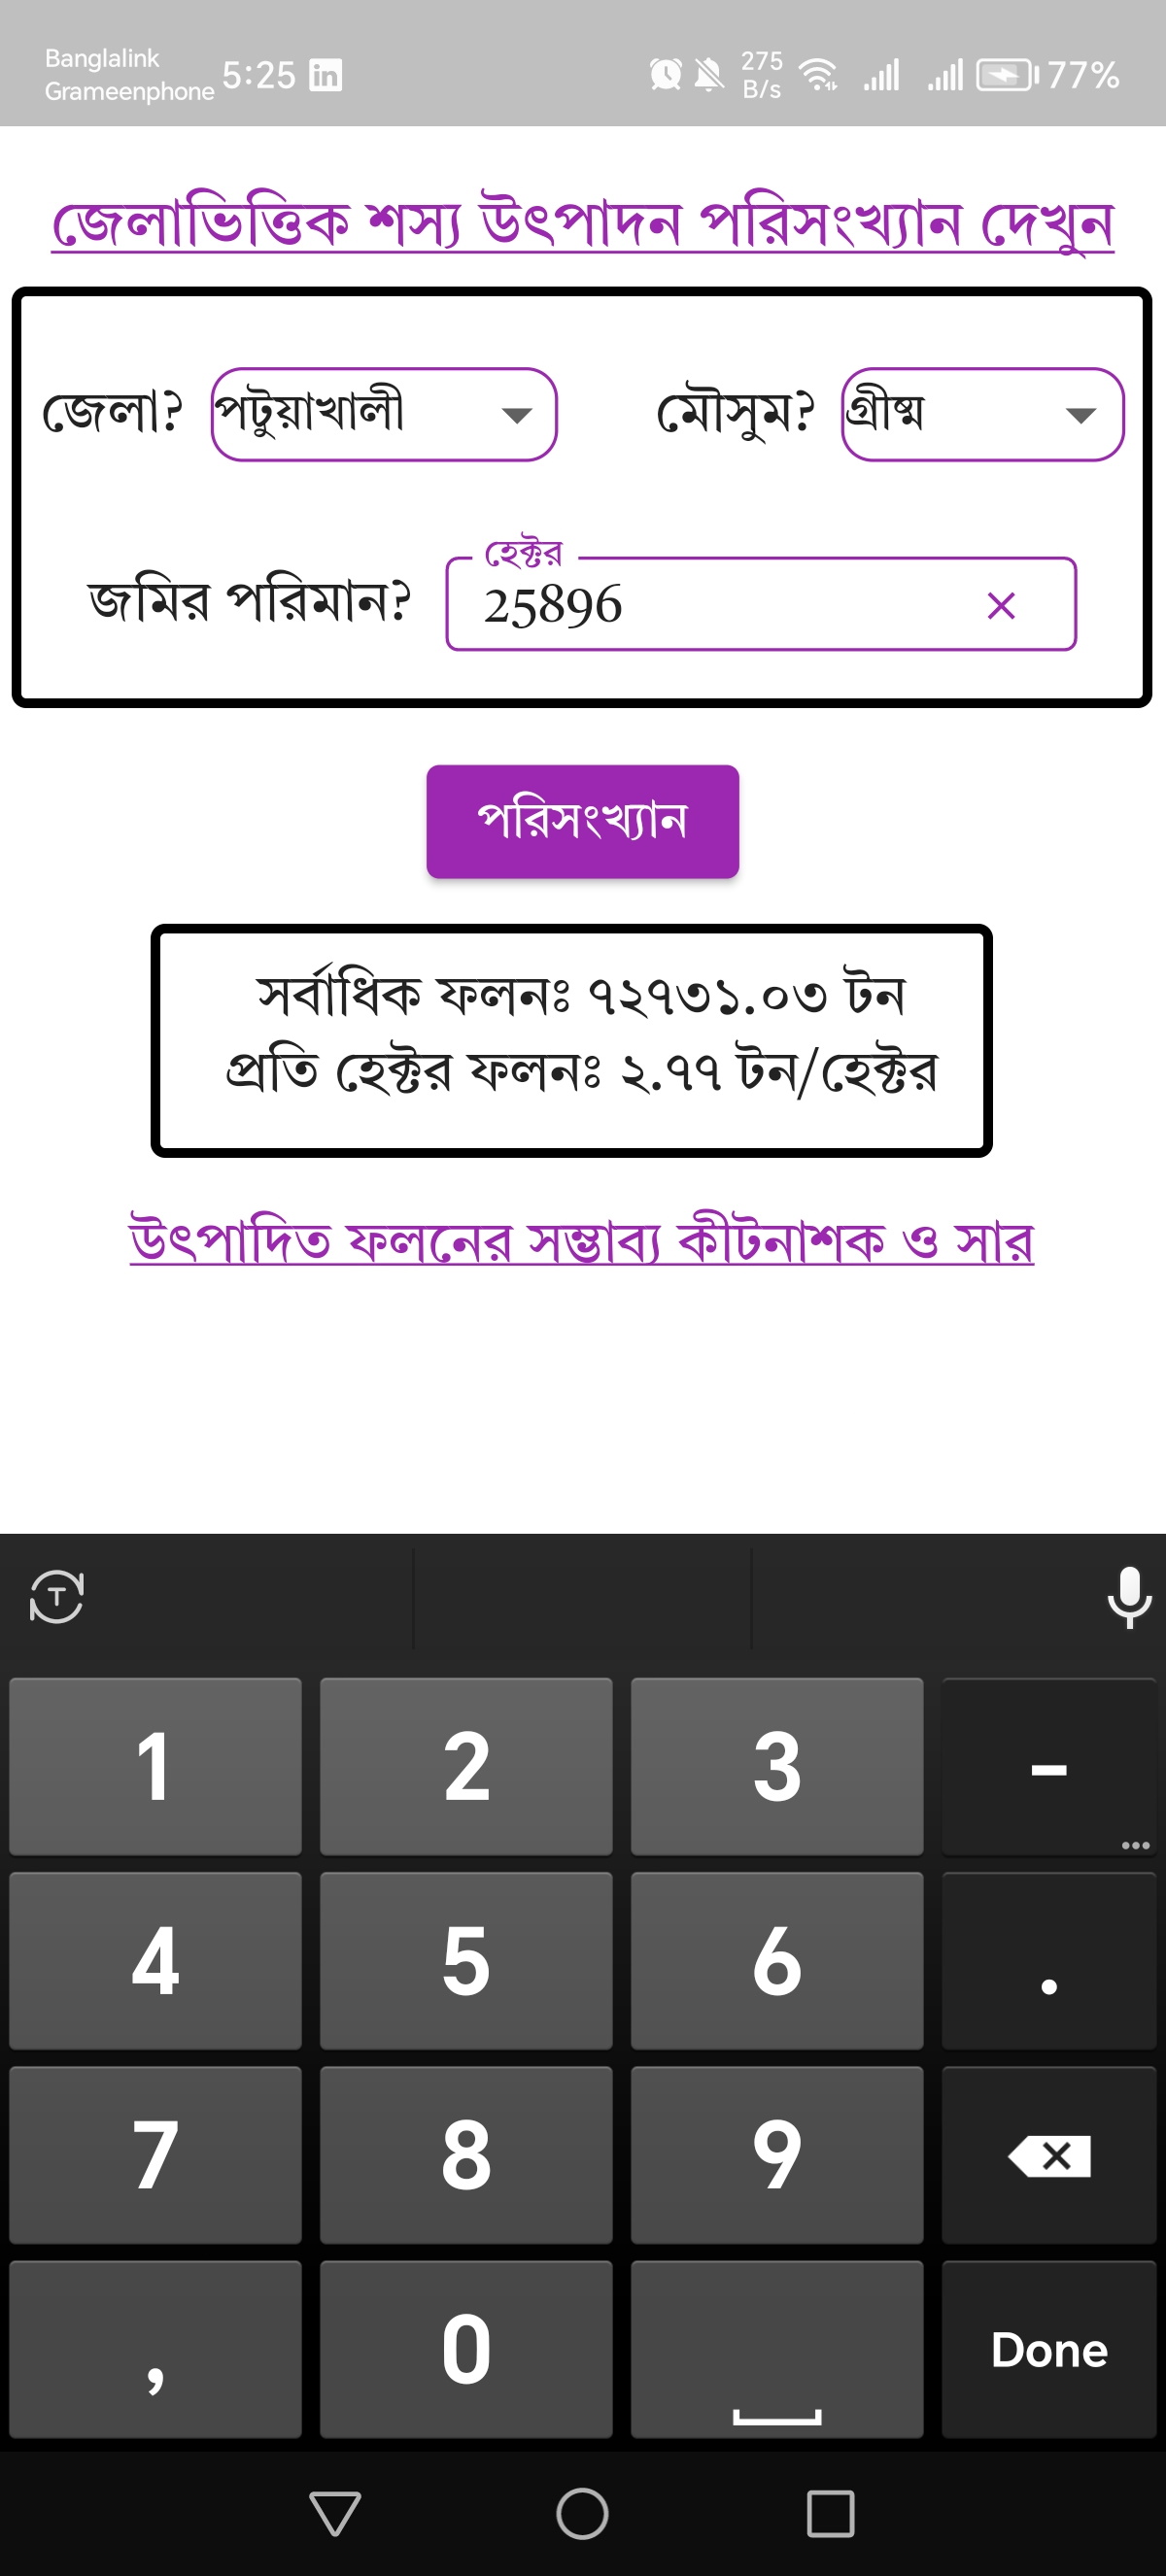 Banglalink
Grameenphone
5:25
275
B/s
77%
জেলাভিত্তিক শস্য উৎপাদন পরিসংখ্যান দেখুন
জেলা? পটুয়াখালী মৌসুম? গ্রীষ্ম
হেক্টর
জমির পরিমান? 25896
পরিসংখ্যান
সর্বাধিক ফলনঃ ৭২৭৩১.০৩ টন
প্রতি হেক্টর ফলনঃ ২.৭৭ টন/হেক্টর
উৎপাদিত ফলনের সম্ভাব্য কীটনাশক ও সার
T
1 2 3 -
4 5 6 .
7 8 9
, 0 Done